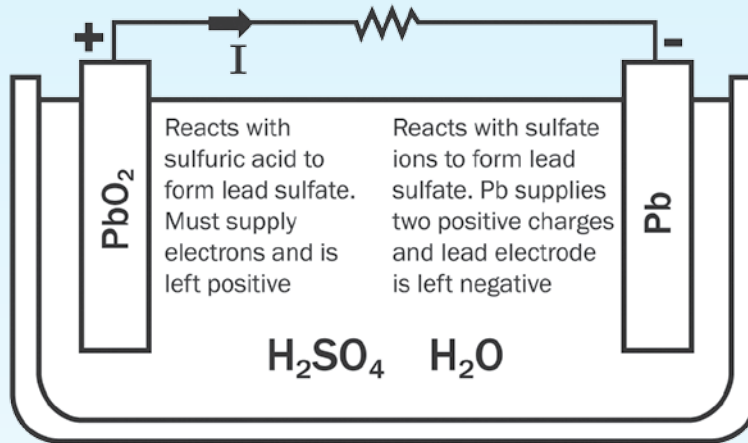 +
I
-
PbO₂
Reacts with
sulfuric acid to
form lead sulfate.
Must supply
electrons and is
left positive
Reacts with sulfate
ions to form lead
sulfate. Pb supplies
two positive charges
and lead electrode
is left negative
Pb
H₂SO₄ H₂O